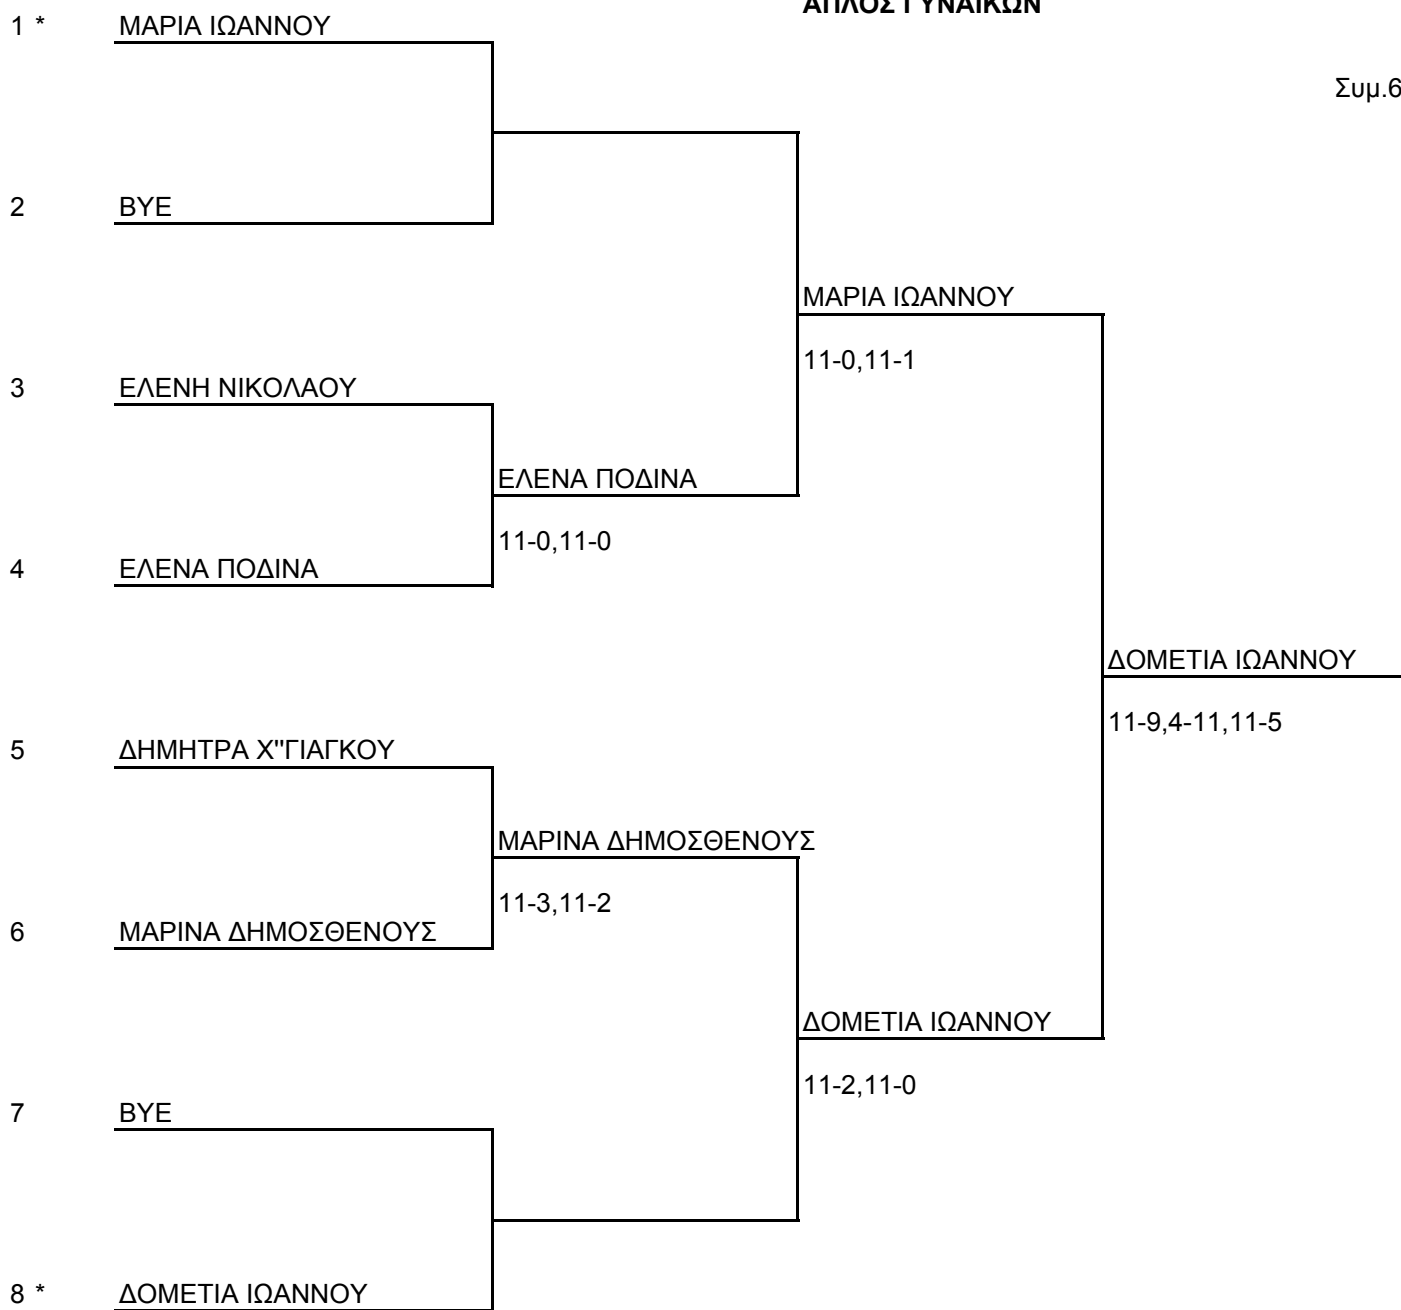 ΑΠΛΟΣ ΓΥΝΑΙΚΩΝ
1 * ΜΑΡΙΑ ΙΩΑΝΝΟΥ
Συμ.6
2 BYE
ΜΑΡΙΑ ΙΩΑΝΝΟΥ
11-0,11-1
3 ΕΛΕΝΗ ΝΙΚΟΛΑΟΥ
ΕΛΕΝΑ ΠΟΔΙΝΑ
11-0,11-0
4 ΕΛΕΝΑ ΠΟΔΙΝΑ
ΔΟΜΕΤΙΑ ΙΩΑΝΝΟΥ
11-9,4-11,11-5
5 ΔΗΜΗΤΡΑ Χ"ΓΙΑΓΚΟΥ
ΜΑΡΙΝΑ ΔΗΜΟΣΘΕΝΟΥΣ
11-3,11-2
6 ΜΑΡΙΝΑ ΔΗΜΟΣΘΕΝΟΥΣ
ΔΟΜΕΤΙΑ ΙΩΑΝΝΟΥ
11-2,11-0
7 BYE
8 * ΔΟΜΕΤΙΑ ΙΩΑΝΝΟΥ